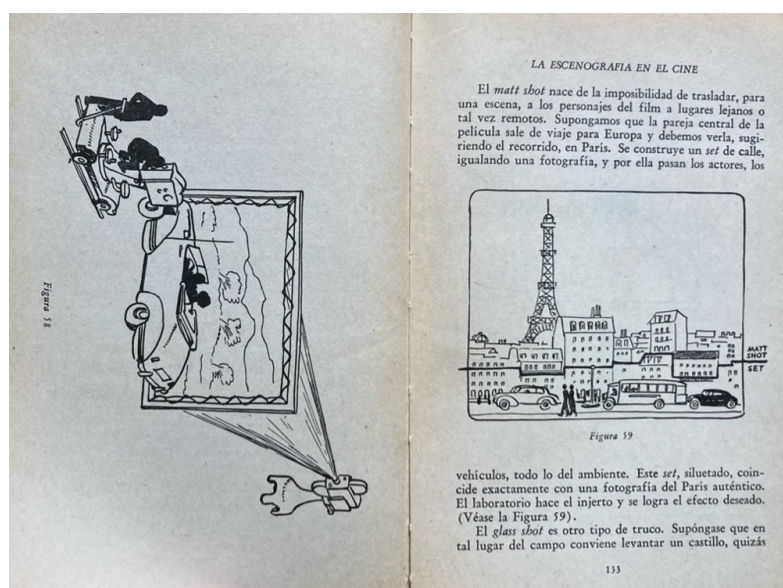 Figura 58
LA ESCENOGRAFIA EN EL CINE
El matt shot nace de la imposibilidad de trasladar, para
una escena, a los personajes del film a lugares lejanos o
tal vez remotos. Supongamos que la pareja central de la
película sale de viaje para Europa y debemos verla, sugi-
riendo el recorrido, en París. Se construye un set de calle,
igualando una fotografía, y por ella pasan los actores, los
MATT
SHOT
SET
Figura 59
vehículos, todo lo del ambiente. Este set, siluetado, coin-
cide exactamente con una fotografía del París auténtico.
El laboratorio hace el injerto y se logra el efecto deseado.
(Véase la Figura 59).
El glass shot es otro tipo de truco. Supóngase que en
tal lugar del campo conviene levantar un castillo, quizás
133